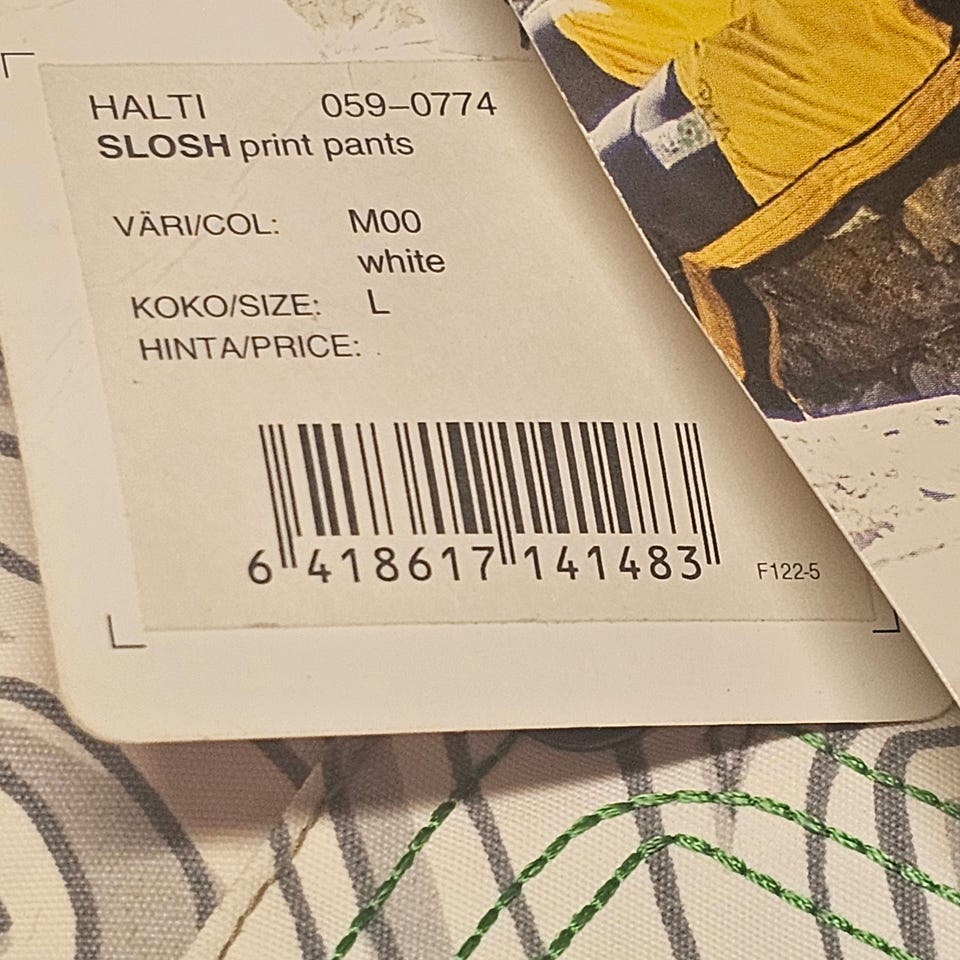 HALTI 059–0774
SLOSH print pants
VÄRI/COL: M00
white
KOKO/SIZE: L
HINTA/PRICE: .
6 418617 141483
F122-5